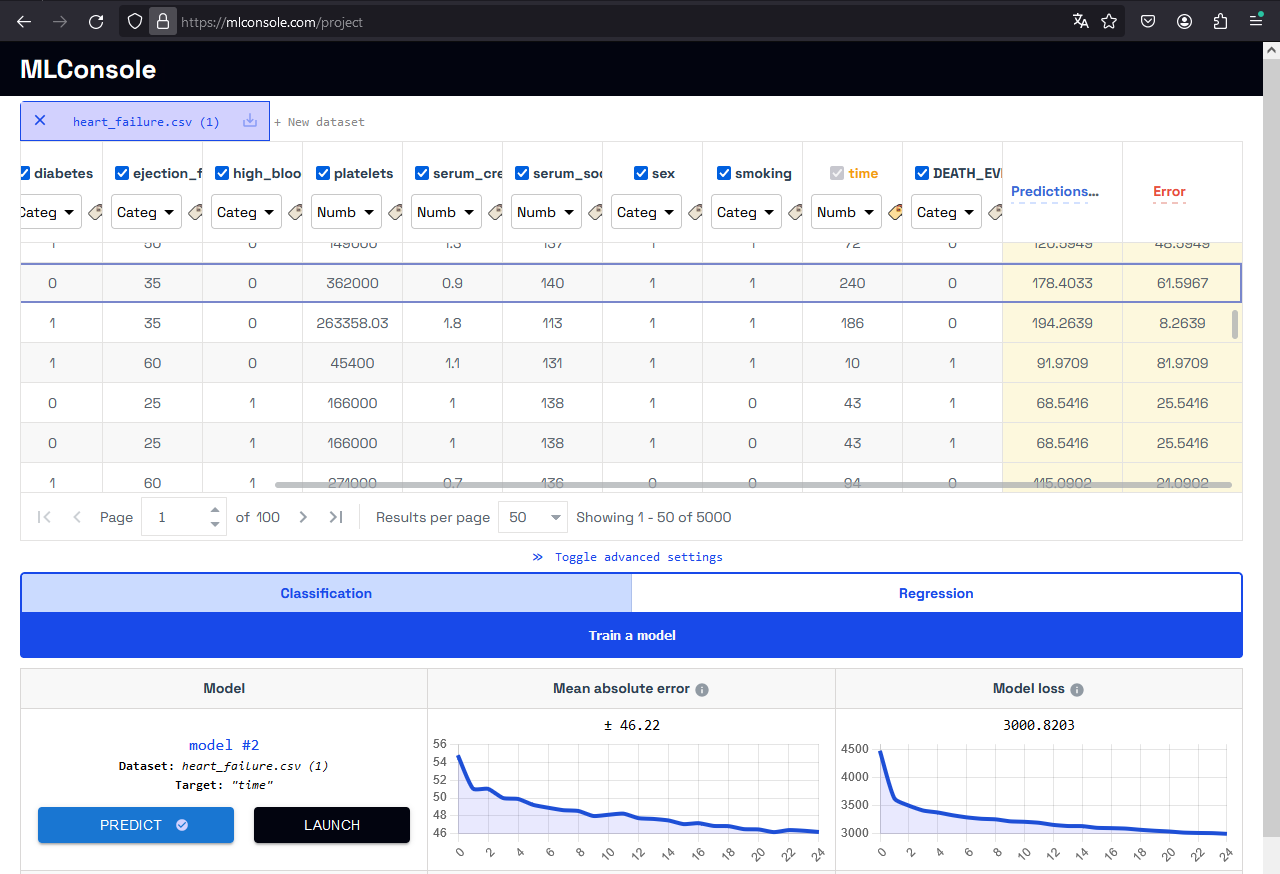 https://mlconsole.com/project
MLConsole
heart_failure.csv (1) + New dataset
diabetes ejection_f high_bloo platelets serum_cre serum_soc sex smoking time DEATH_EV Predictions... Error
Categ Categ Categ Numb Numb Numb Categ Categ Numb Categ
1 50 0 149000 1.3 137 1 1 72 0 120.5949 48.5949
0 35 0 362000 0.9 140 1 1 240 0 178.4033 61.5967
1 35 0 263358.03 1.8 113 1 1 186 0 194.2639 8.2639
1 60 0 45400 1.1 131 1 1 10 1 91.9709 81.9709
0 25 1 166000 1 138 1 0 43 1 68.5416 25.5416
0 25 1 166000 1 138 1 0 43 1 68.5416 25.5416
1 60 1 271000 0.7 136 0 0 94 0 115.0902 21.0902
Page 1 of 100 Results per page 50 Showing 1 - 50 of 5000
Toggle advanced settings
Classification Regression
Train a model
Model Mean absolute error Model loss
± 46.22 3000.8203
model #2
Dataset: heart_failure.csv (1)
Target: "time"
PREDICT LAUNCH
56
54
52
50
48
46
0 2 4 6 8 10 12 14 16 18 20 22 24
4500
4000
3500
3000
0 2 4 6 8 10 12 14 16 18 20 22 24